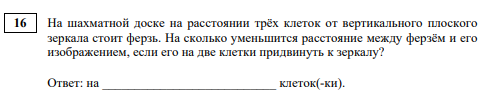 16 На шахматной доске на расстоянии трёх клеток от вертикального плоского
зеркала стоит ферзь. На сколько уменьшится расстояние между ферзём и его
изображением, если его на две клетки придвинуть к зеркалу?
Ответ: на ____________________________ клеток(-ки).